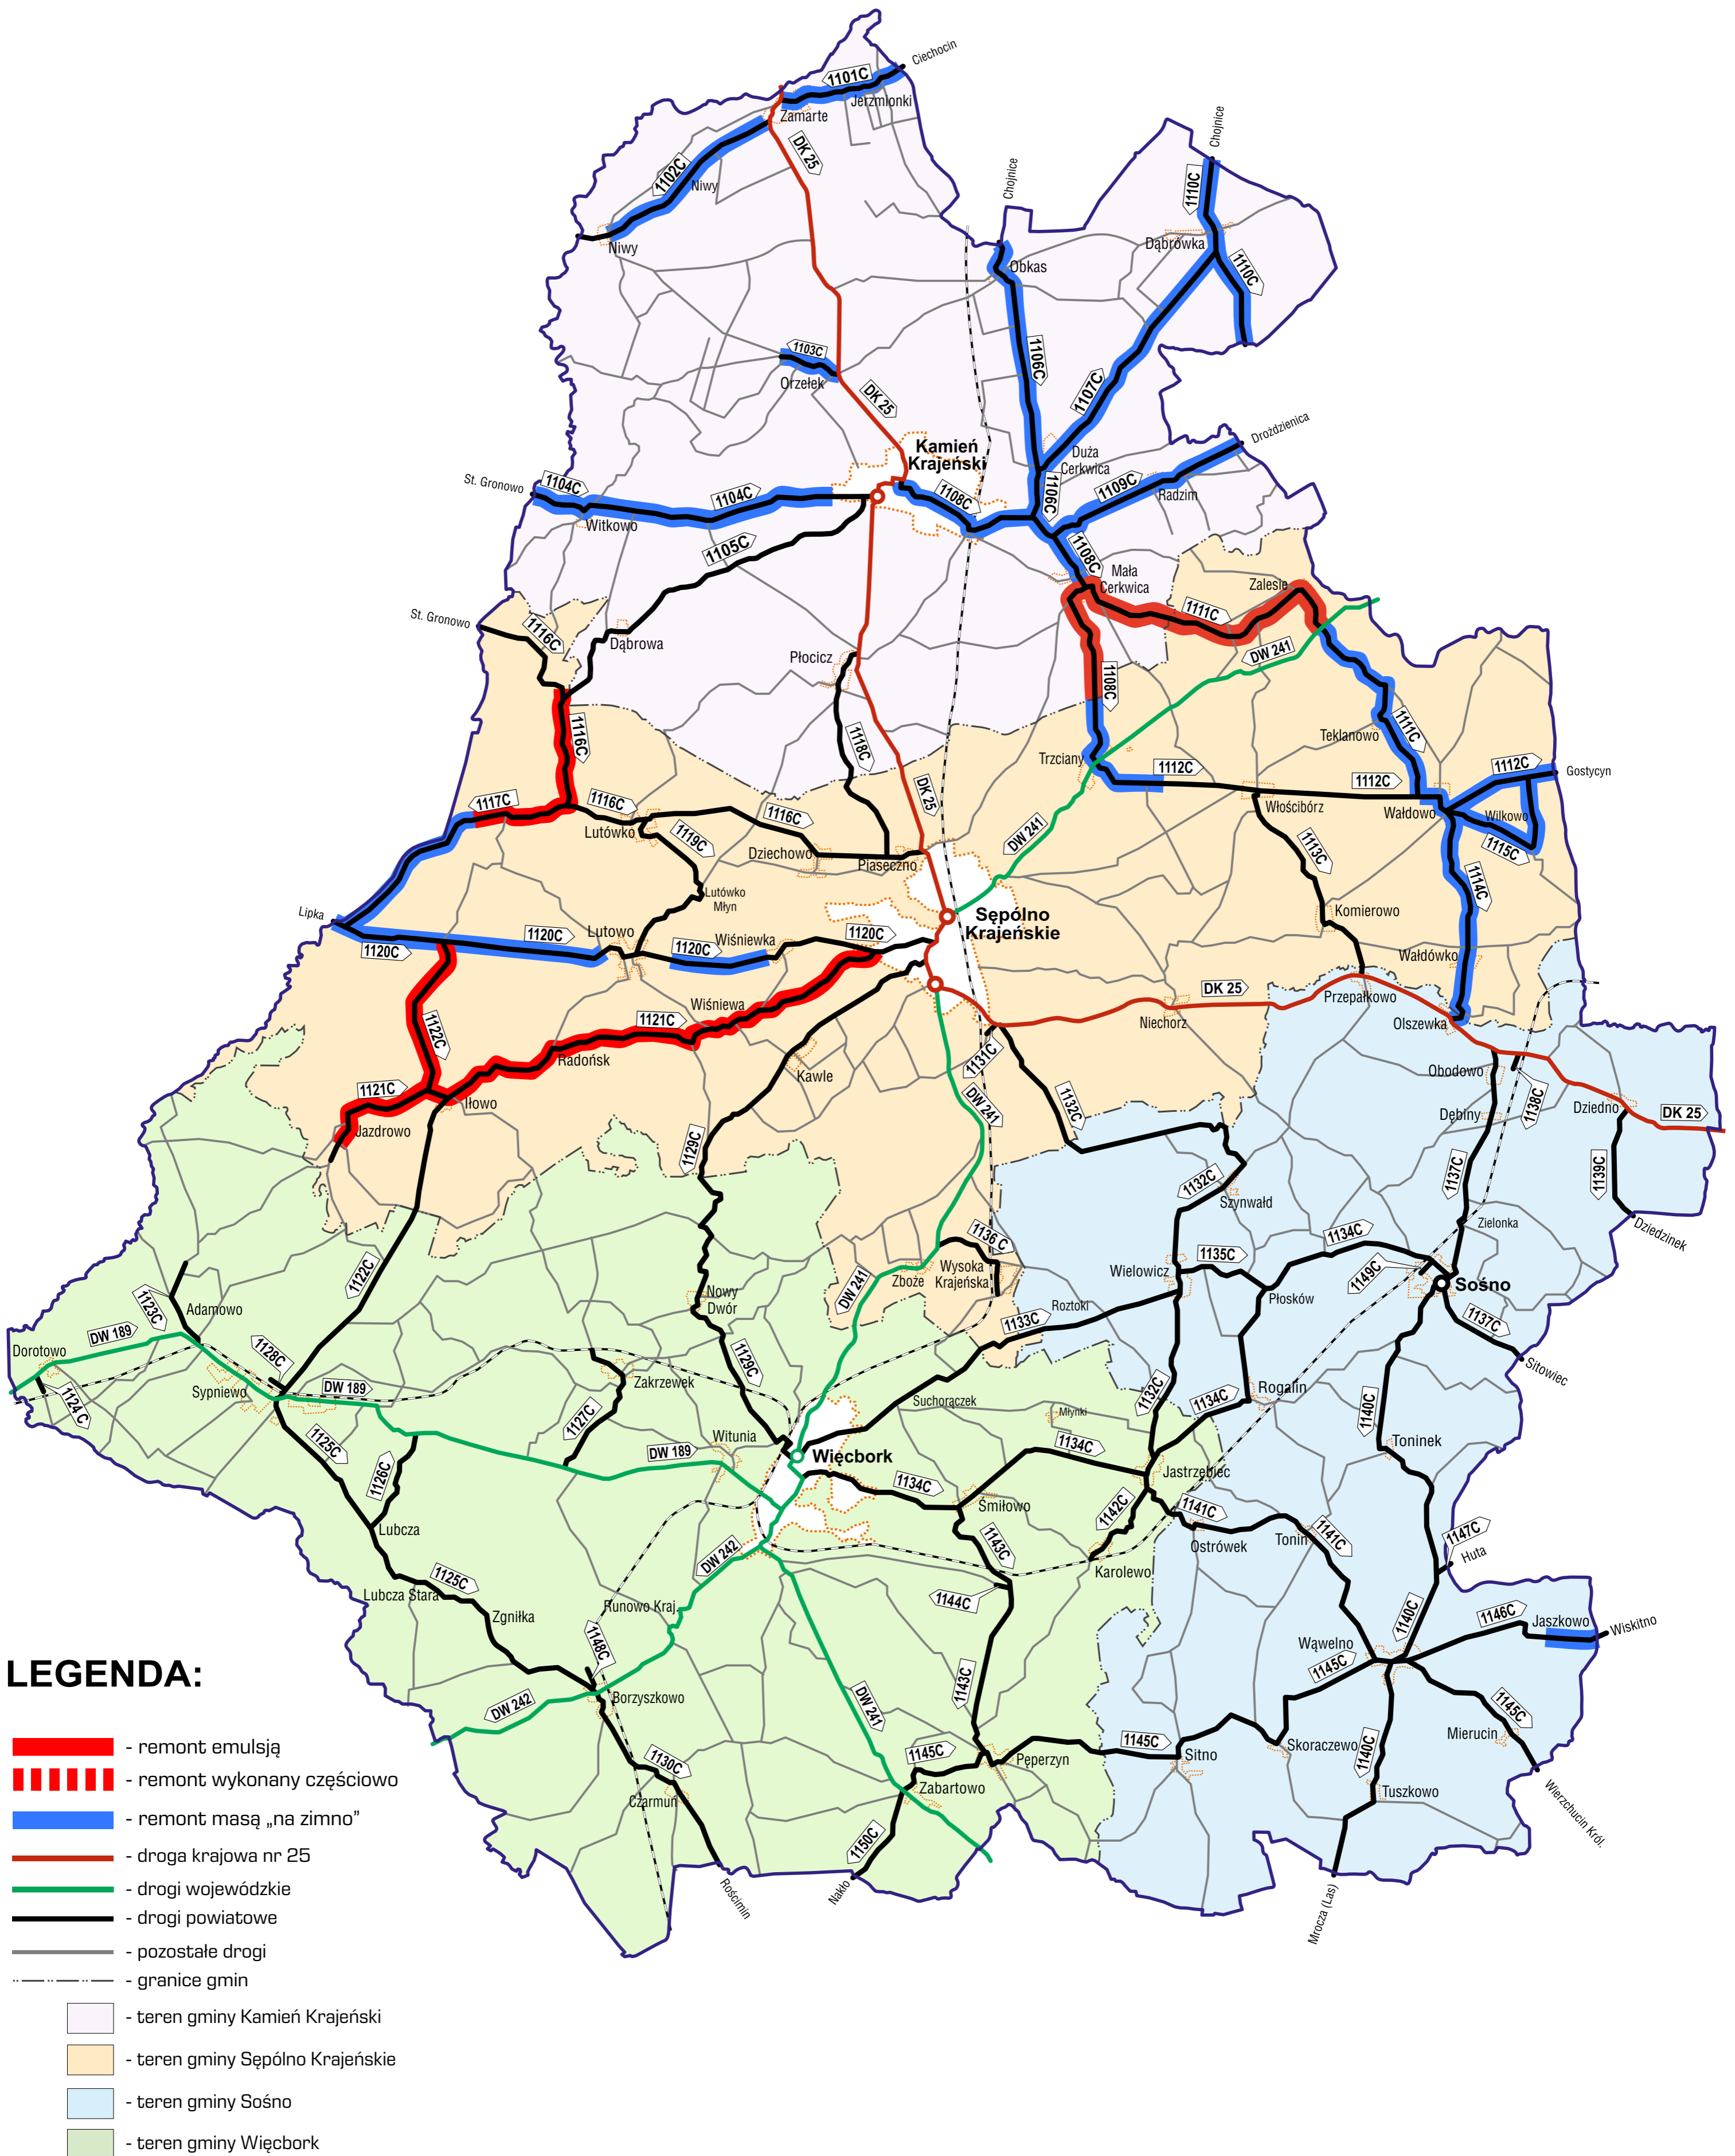 Ciechocin
1101C
Jerzmionki
Zamarte
DK 25
1102C
Niwy
Niwy
Chojnice
Chojnice
1110C
Dąbrówka
1110C
Obkas
1103C
Orzełek
1106C
1107C
DK 25
Kamień
Krajeński
Duża
Cerkwica
Drożdzienica
St. Gronowo
1104C
1104C
Witkowo
1108C
1106C
1109C
Radzim
1105C
1108C
Mała
Cerkwica
Zalesie
St. Gronowo
1116C
Dąbrowa
Płocicz
1111C
DW 241
1108C
1116C
1118C
Teklanowo
1111C
Trzciany
1112C
1112C
1112C
Gostycyn
DK 25
1117C
1116C
Lutówko
1116C
1119C
Dziechowo
Piaseczno
DW 241
Włościbórz
Wałdowo
Wilkowo
1115C
1113C
1114C
Lutówko
Młyn
Lipka
Sępólno
Krajeńskie
Komierowo
1120C
1120C
Lutowo
1120C
Wiśniewka
1120C
Wałdówko
Przepałkowo
DK 25
Niechorz
Olszewka
Wiśniewa
1121C
1122C
Radońsk
Kawle
1131C
1132C
DW 241
Obodowo
1138C
Dębiny
Dziedno
DK 25
1121C
Iłowo
Jazdrowo
1129C
1132C
Szynwałd
1137C
1139C
Zielonka
Dziedzinek
1134C
1136 C
Wysoka
Krajeńska
Zboże
Wielowicz
1135C
Płosków
1149C
Sośno
1122C
1123C
Adamowo
Nowy
Dwór
DW 241
Roztoki
1133C
1137C
Sitowiec
DW 189
Dorotowo
1128C
Sypniewo
DW 189
1124 C
1129C
Zakrzewek
1127C
Suchorączek
Młynki
1132C
1134C
Rogalin
1140C
Toninek
1125C
1126C
Witunia
DW 189
Więcbork
1134C
1134C
Jastrzębiec
Śmiłowo
1142C
1141C
Ostrówek
Tonin
1141C
1147C
Huta
Lubcza
1143C
Karolewo
DW 242
1125C
Lubcza Stara
Zgniłka
Runowo Kraj.
1144C
1140C
1146C
Jaszkowo
Wiskitno
1148C
Wąwelno
1145C
LEGENDA:
1143C
Borzyszkowo
DW 242
DW 241
1145C
Mierucin
1145C
Pęperzyn
1145C
Sitno
Skoraczewo
1140C
- remont emulsją
- remont wykonany częściowo
1130C
Czarmuń
Zabartowo
Tuszkowo
Wierzchucin Król.
- remont masą „na zimno”
1150C
- droga krajowa nr 25
Rościmin
Nakło
- drogi wojewódzkie
Mrocza (Las)
- drogi powiatowe
- pozostałe drogi
- granice gmin
- teren gminy Kamień Krajeński
- teren gminy Sępólno Krajeńskie
- teren gminy Sośno
- teren gminy Więcbork